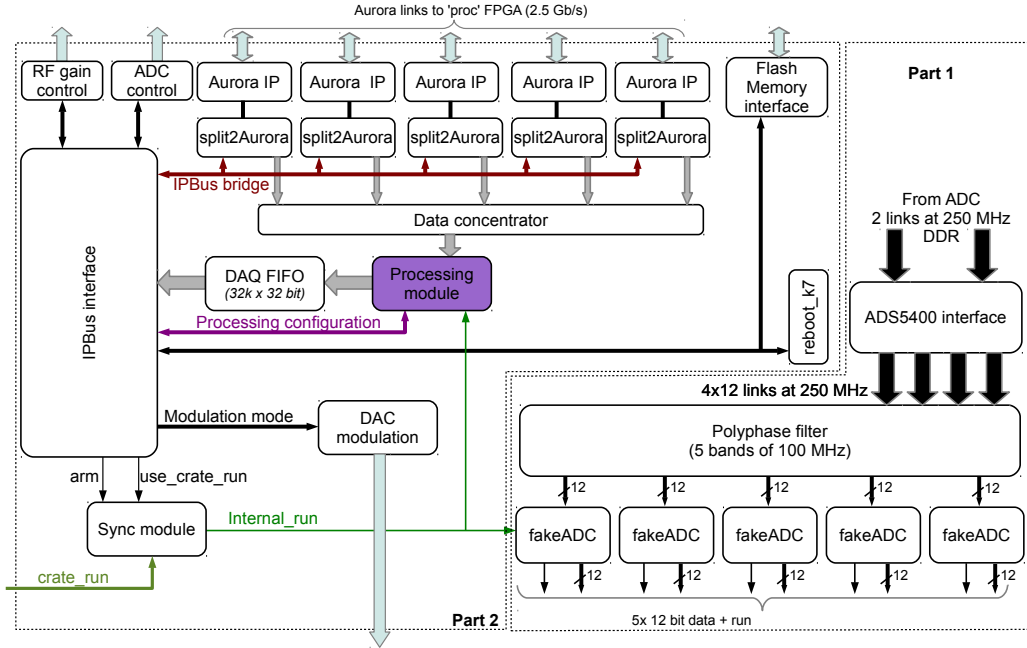 Aurora links to 'proc' FPGA (2.5 Gb/s)
RF gain
control
ADC
control
Aurora IP
Aurora IP
Aurora IP
Aurora IP
Aurora IP
Flash
Memory
interface
Part 1
split2Aurora
split2Aurora
split2Aurora
split2Aurora
split2Aurora
IPBus bridge
Data concentrator
From ADC
2 links at 250 MHz
DDR
IPBus interface
DAQ FIFO
(32k x 32 bit)
Processing
module
reboot_k7
ADS5400 interface
Processing configuration
4x12 links at 250 MHz
Modulation mode
DAC
modulation
Polyphase filter
(5 bands of 100 MHz)
arm
use_crate_run
12
12
12
12
12
Sync module
Internal_run
fakeADC
fakeADC
fakeADC
fakeADC
fakeADC
crate_run
12
12
12
12
12
Part 2
5x 12 bit data + run